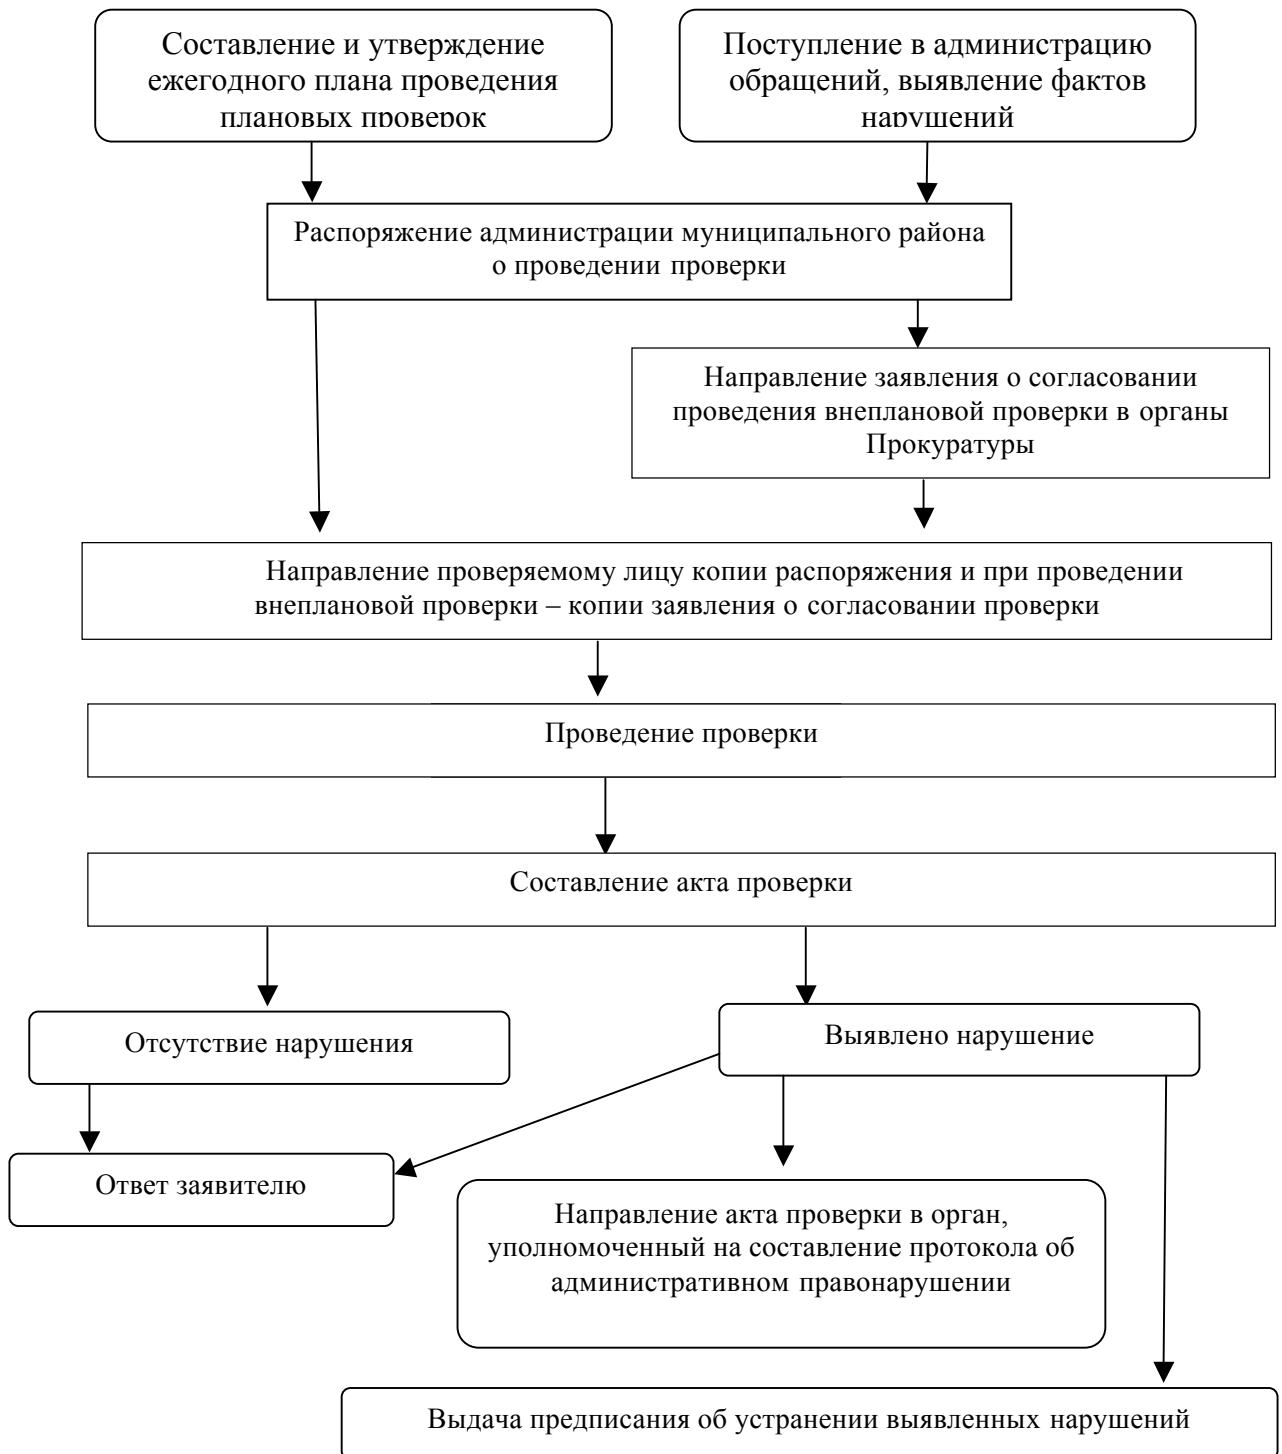 Составление и утверждение
ежегодного плана проведения
плановых проверок
Поступление в администрацию
обращений, выявление фактов
нарушений
Распоряжение администрации муниципального района
о проведении проверки
Направление заявления о согласовании
проведения внеплановой проверки в органы
Прокуратуры
Направление проверяемому лицу копии распоряжения и при проведении
внеплановой проверки – копии заявления о согласовании проверки
Проведение проверки
Составление акта проверки
Отсутствие нарушения
Выявлено нарушение
Ответ заявителю
Направление акта проверки в орган,
уполномоченный на составление протокола об
административном правонарушении
Выдача предписания об устранении выявленных нарушений